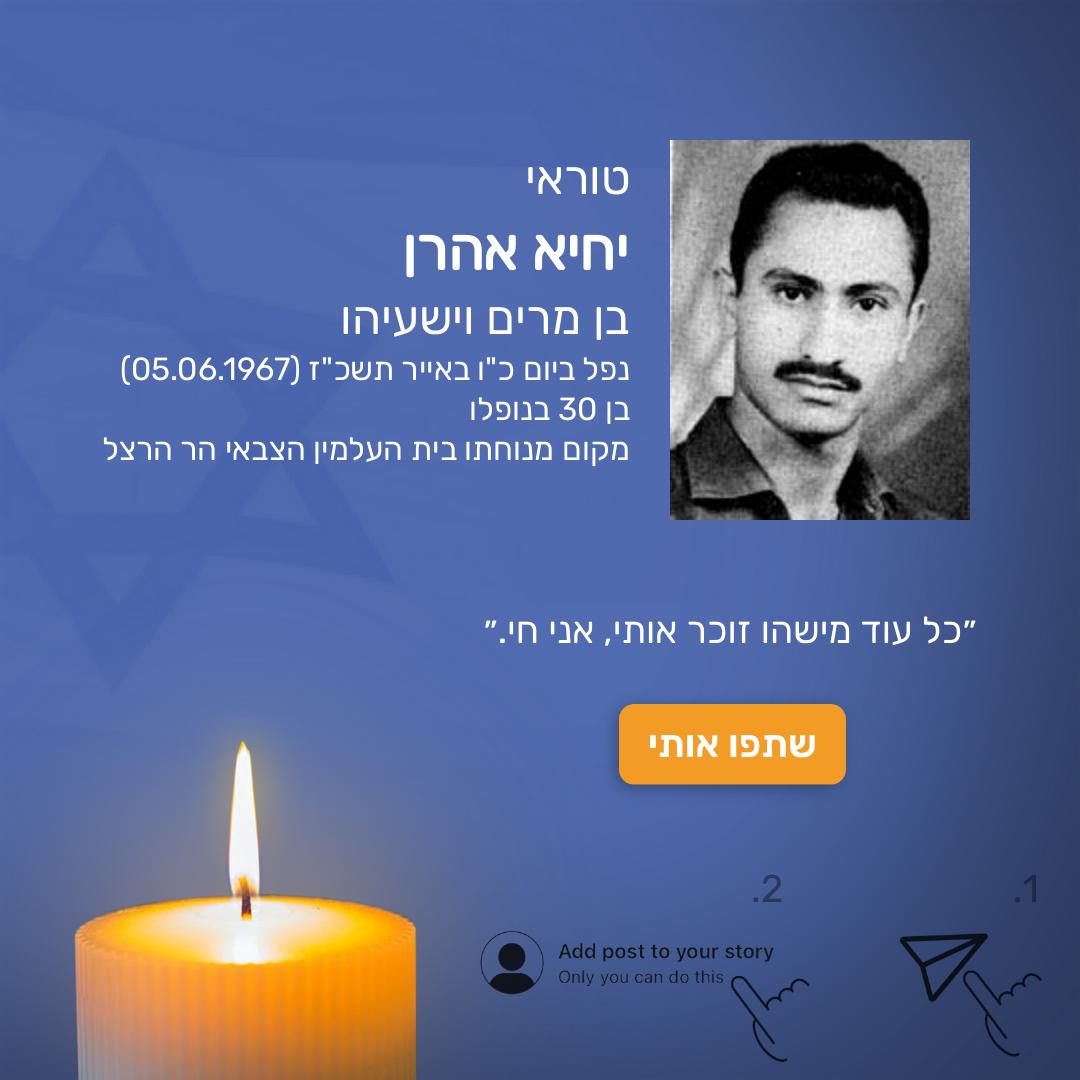 טוראי
יחיא אהרן
בן מרים וישעיהו
נפל ביום כ"ו באייר תשכ"ז (05.06.1967)
בן 30 בנופלו
מקום מנוחתו בית העלמין הצבאי הר הרצל
״כל עוד מישהו זוכר אותי, אני חי.״
שתפו אותי
.1
.2
Add post to your story
Only you can do this